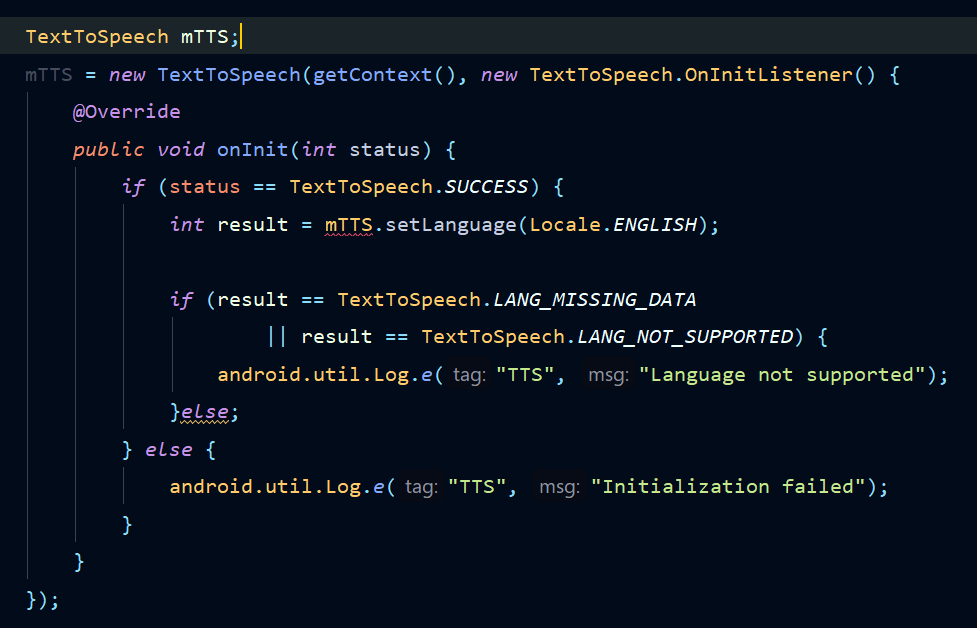 TextToSpeech mTTS;
mTTS = new TextToSpeech(getContext(), new TextToSpeech.OnInitListener() {
@Override
public void onInit(int status) {
if (status == TextToSpeech.SUCCESS) {
int result = mTTS.setLanguage(Locale.ENGLISH);
if (result == TextToSpeech.LANG_MISSING_DATA
|| result == TextToSpeech.LANG_NOT_SUPPORTED) {
android.util.Log.e( tag: "TTS", msg: "Language not supported");
}else;
} else {
android.util.Log.e( tag: "TTS", msg: "Initialization failed");
}
}
});